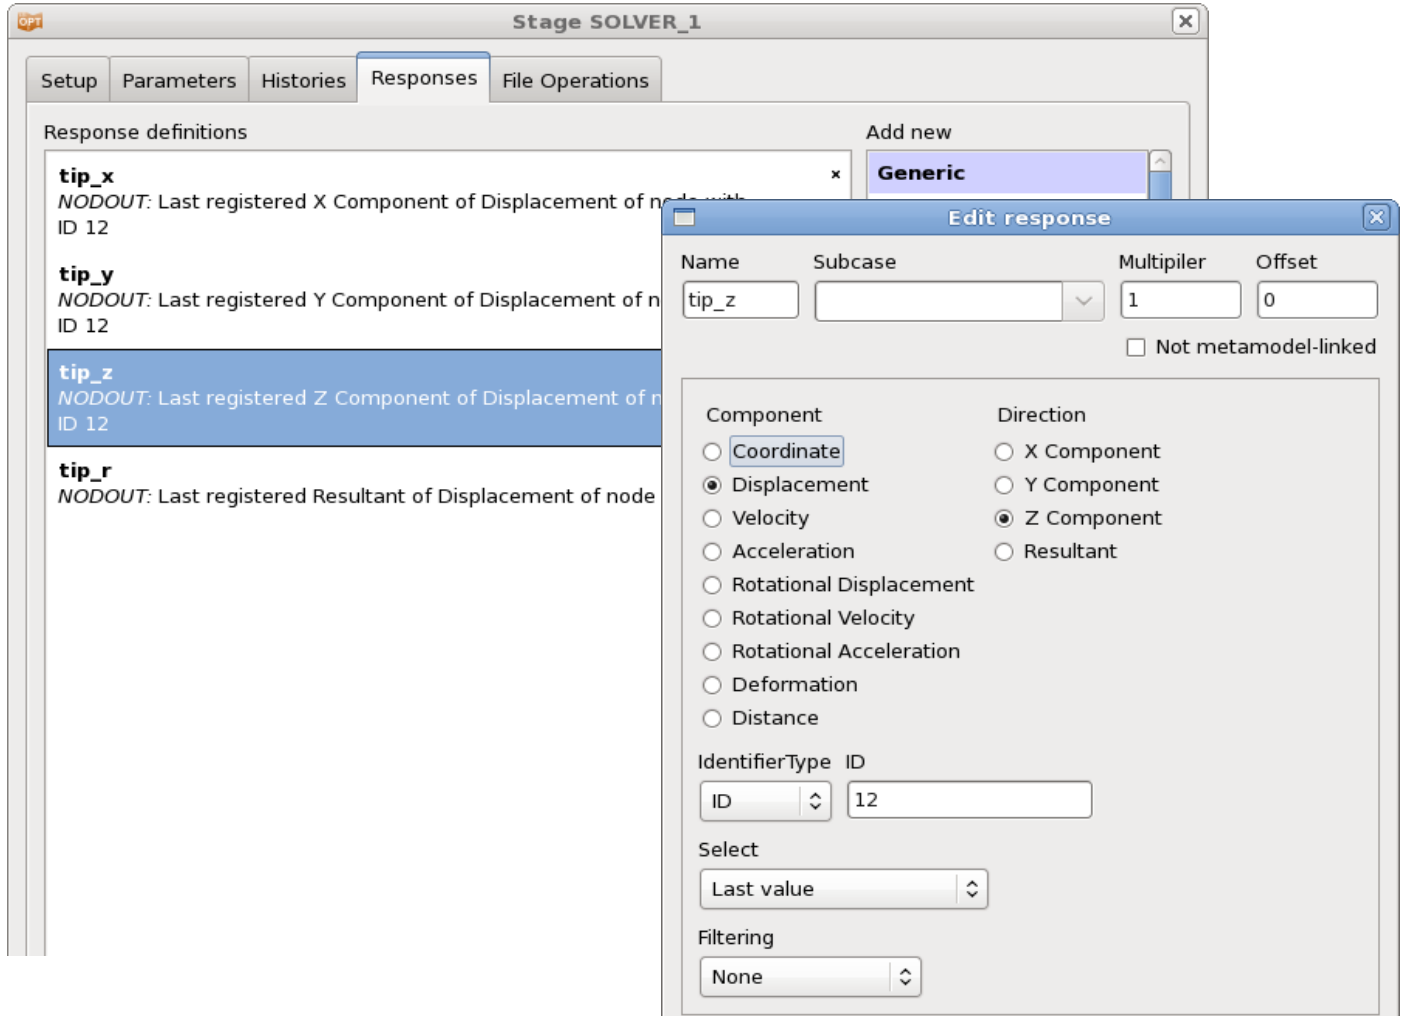 OPT Stage SOLVER_1
Setup Parameters Histories Responses File Operations
Response definitions
Add new
tip_x
NODOUT: Last registered X Component of Displacement of node with
ID 12
Generic
tip_y
NODOUT: Last registered Y Component of Displacement of n
ID 12
tip_z
NODOUT: Last registered Z Component of Displacement of n
ID 12
tip_r
NODOUT: Last registered Resultant of Displacement of node
Edit response
Name Subcase Multipiler Offset
tip_z 1 0
Not metamodel-linked
Component Direction
Coordinate X Component
Displacement Y Component
Velocity Z Component
Acceleration Resultant
Rotational Displacement
Rotational Velocity
Rotational Acceleration
Deformation
Distance
IdentifierType ID
ID 12
Select
Last value
Filtering
None